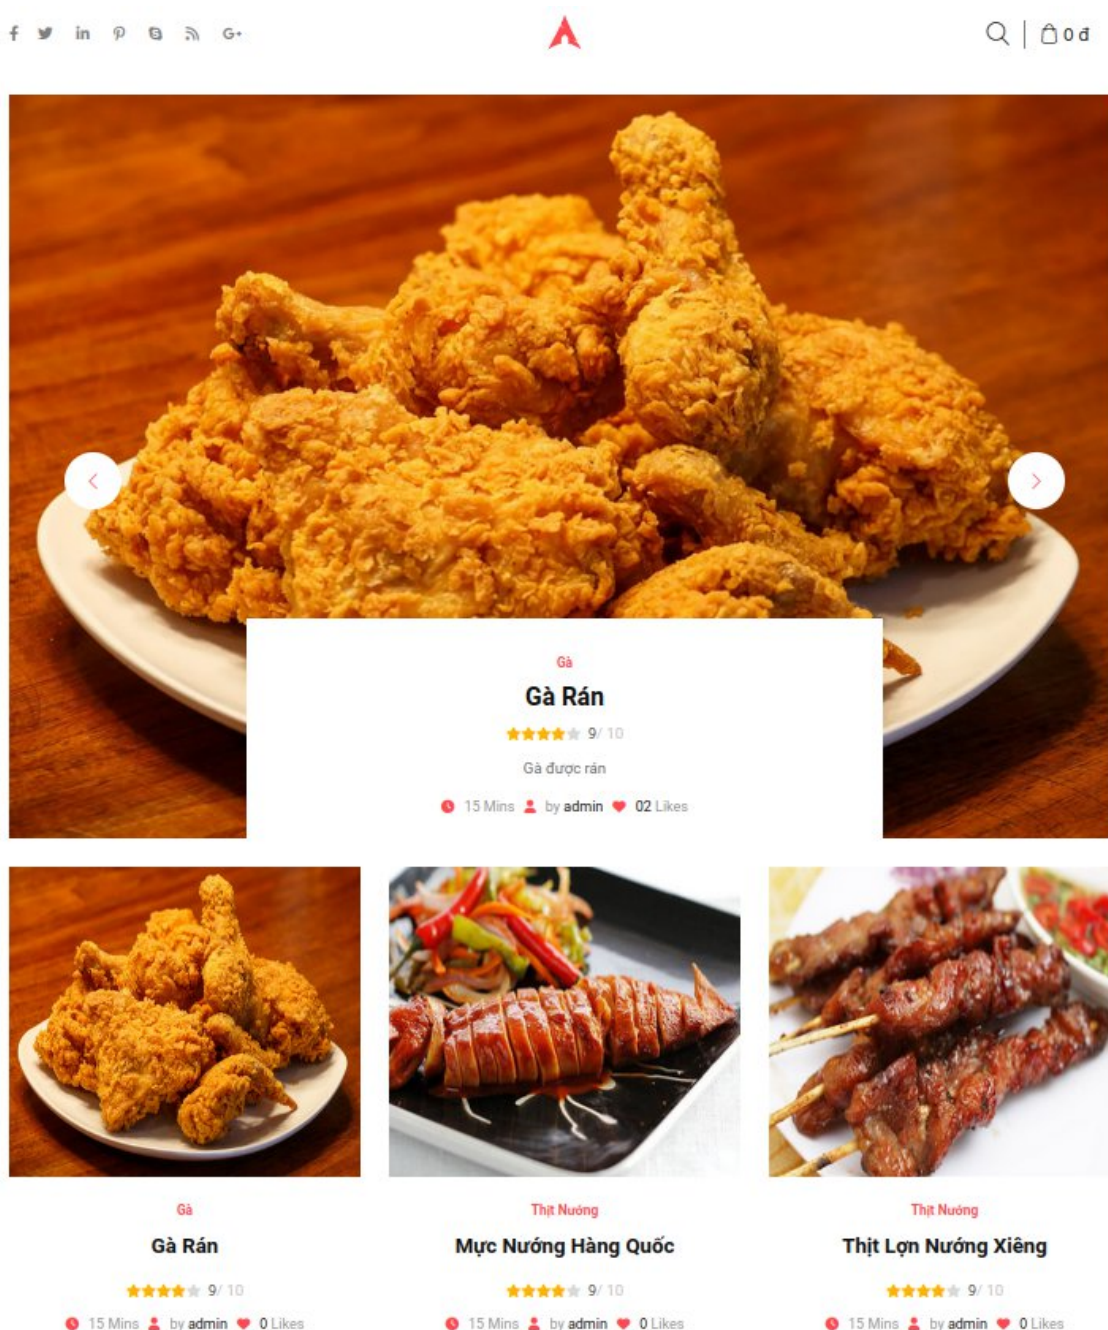 0 đ
Gà
Gà Rán
9/ 10
Gà được rán
15 Mins by admin 02 Likes
Gà
Gà Rán
9/ 10
15 Mins by admin 0 Likes
Thịt Nướng
Mực Nướng Hàng Quốc
9/ 10
15 Mins by admin 0 Likes
Thịt Nướng
Thịt Lợn Nướng Xiêng
9/ 10
15 Mins by admin 0 Likes